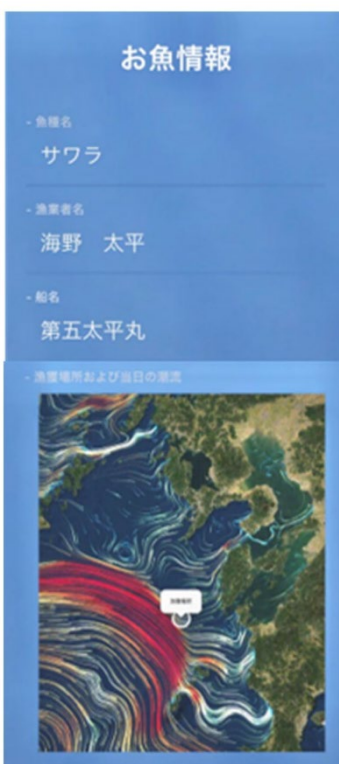 お魚情報
- 魚種名
サワラ
- 漁業者名
海野　太平
- 船名
第五太平丸
- 漁獲場所および当日の潮流